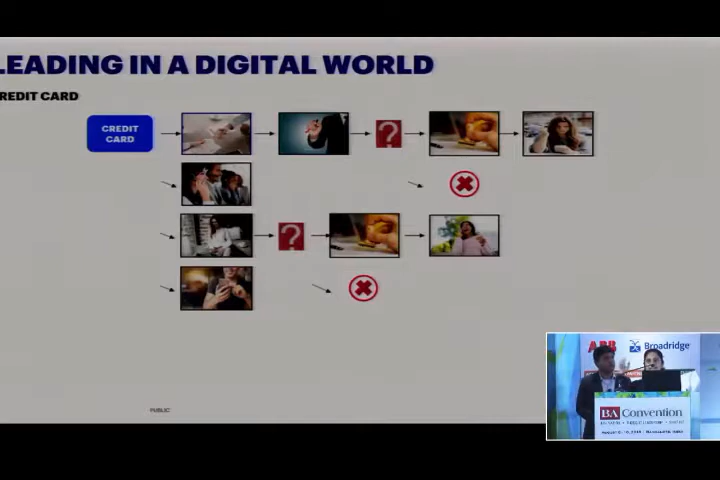 LEADING IN A DIGITAL WORLD
REDIT CARD
CREDIT
CARD
?
?
PUBLIC
ABB
Broadridge
BA Convention